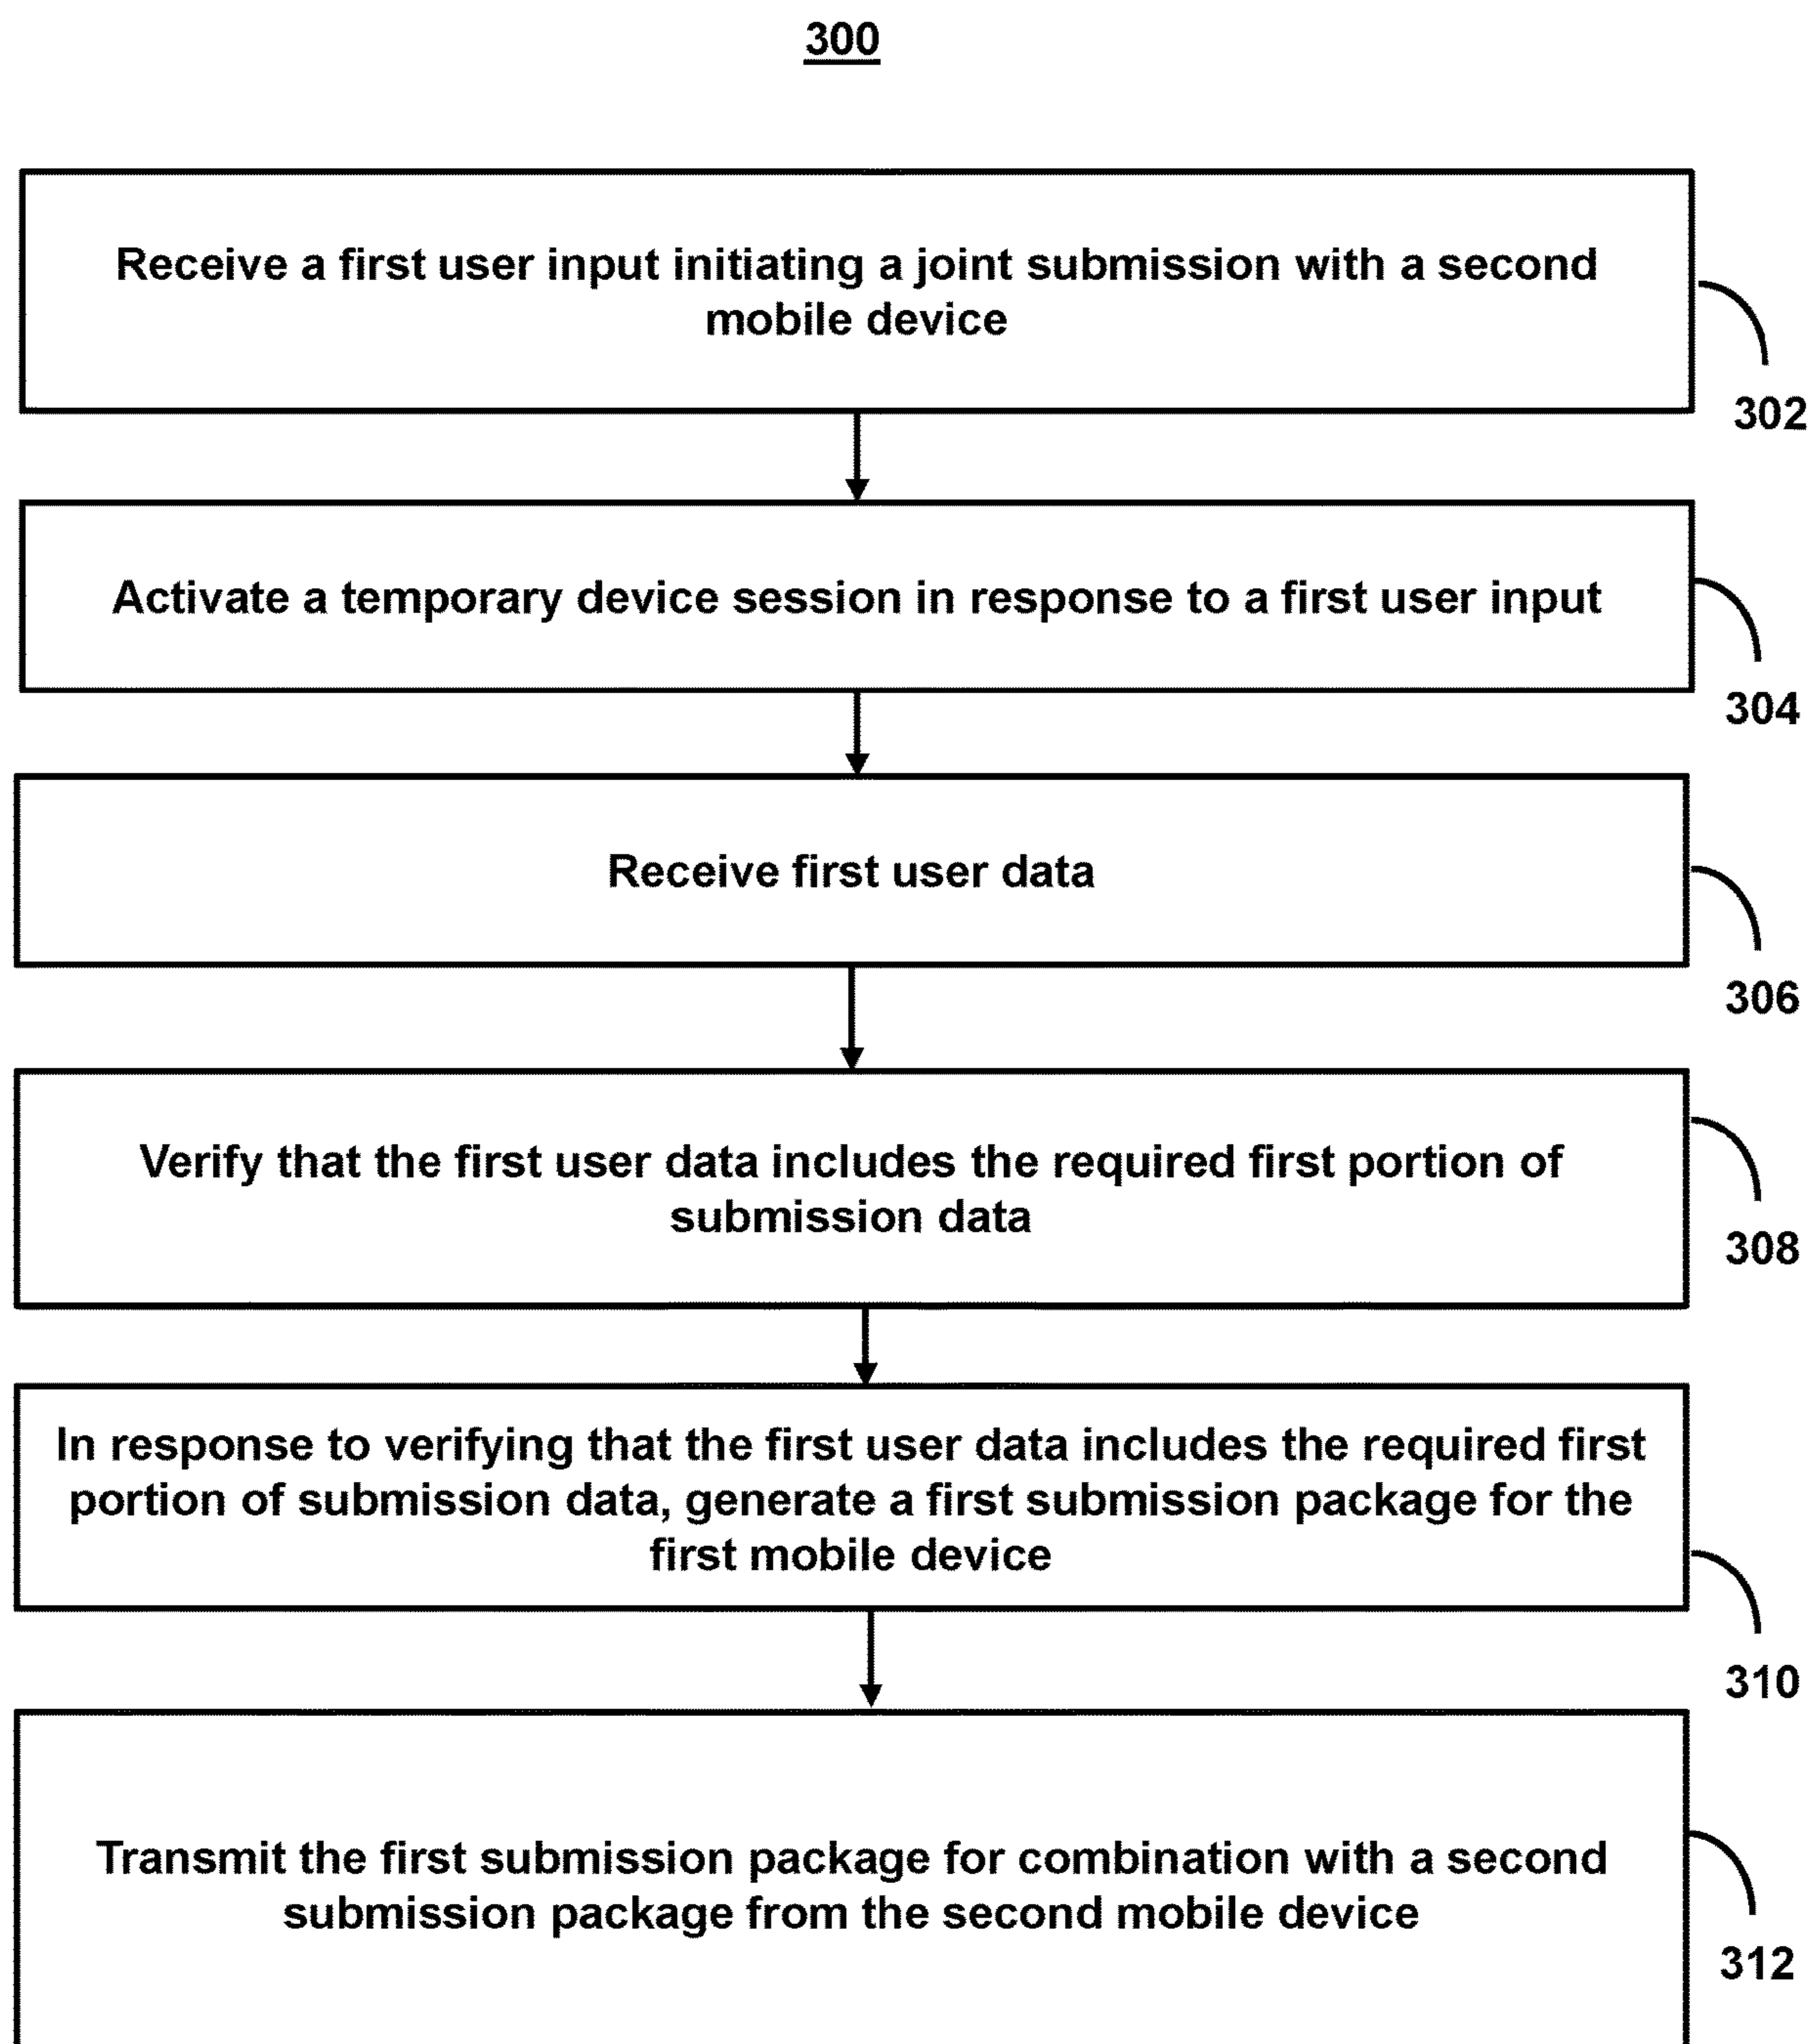 300
Receive a first user input initiating a joint submission with a second
mobile device
302
Activate a temporary device session in response to a first user input
304
Receive first user data
306
Verify that the first user data includes the required first portion of
submission data
308
In response to verifying that the first user data includes the required first
portion of submission data, generate a first submission package for the
first mobile device
310
Transmit the first submission package for combination with a second
submission package from the second mobile device
312